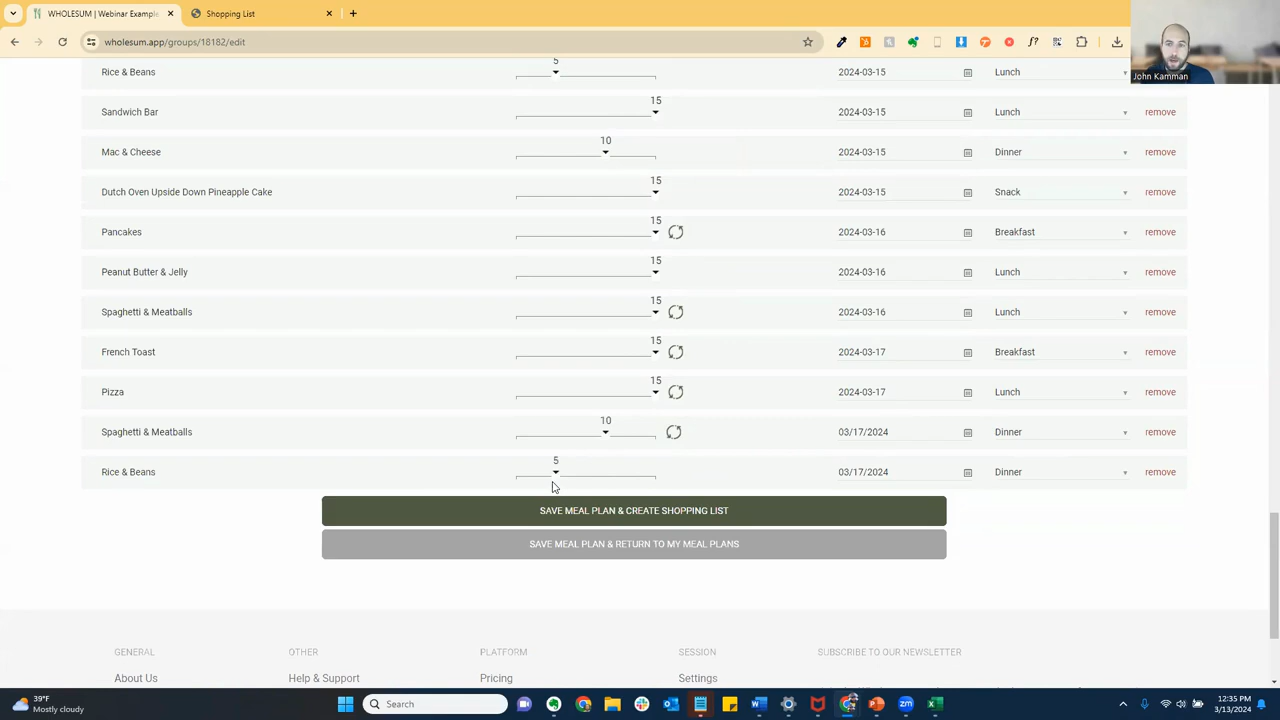 WHOLESUM | Webinar Example
Shopping List
wholesum.app/groups/18182/edit
John Kamman
Rice & Beans 5 2024-03-15 Lunch
Sandwich Bar 15 2024-03-15 Lunch remove
Mac & Cheese 10 2024-03-15 Dinner remove
Dutch Oven Upside Down Pineapple Cake 15 2024-03-15 Snack remove
Pancakes 15 2024-03-16 Breakfast remove
Peanut Butter & Jelly 15 2024-03-16 Lunch remove
Spaghetti & Meatballs 15 2024-03-16 Lunch remove
French Toast 15 2024-03-17 Breakfast remove
Pizza 15 2024-03-17 Lunch remove
Spaghetti & Meatballs 10 03/17/2024 Dinner remove
Rice & Beans 5 03/17/2024 Dinner remove
SAVE MEAL PLAN & CREATE SHOPPING LIST
SAVE MEAL PLAN & RETURN TO MY MEAL PLANS
GENERAL OTHER PLATFORM SESSION SUBSCRIBE TO OUR NEWSLETTER
About Us Help & Support Pricing Settings
39°F
Mostly cloudy
Search
12:35 PM
3/13/2024